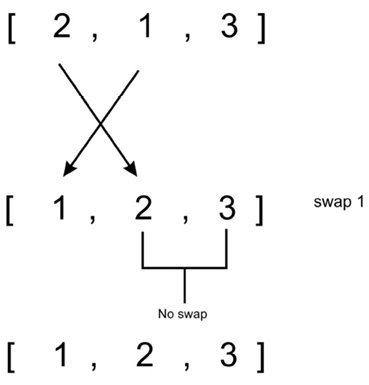 [ 2 , 1 , 3 ]
[ 1 , 2 , 3 ] swap 1
No swap
[ 1 , 2 , 3 ]